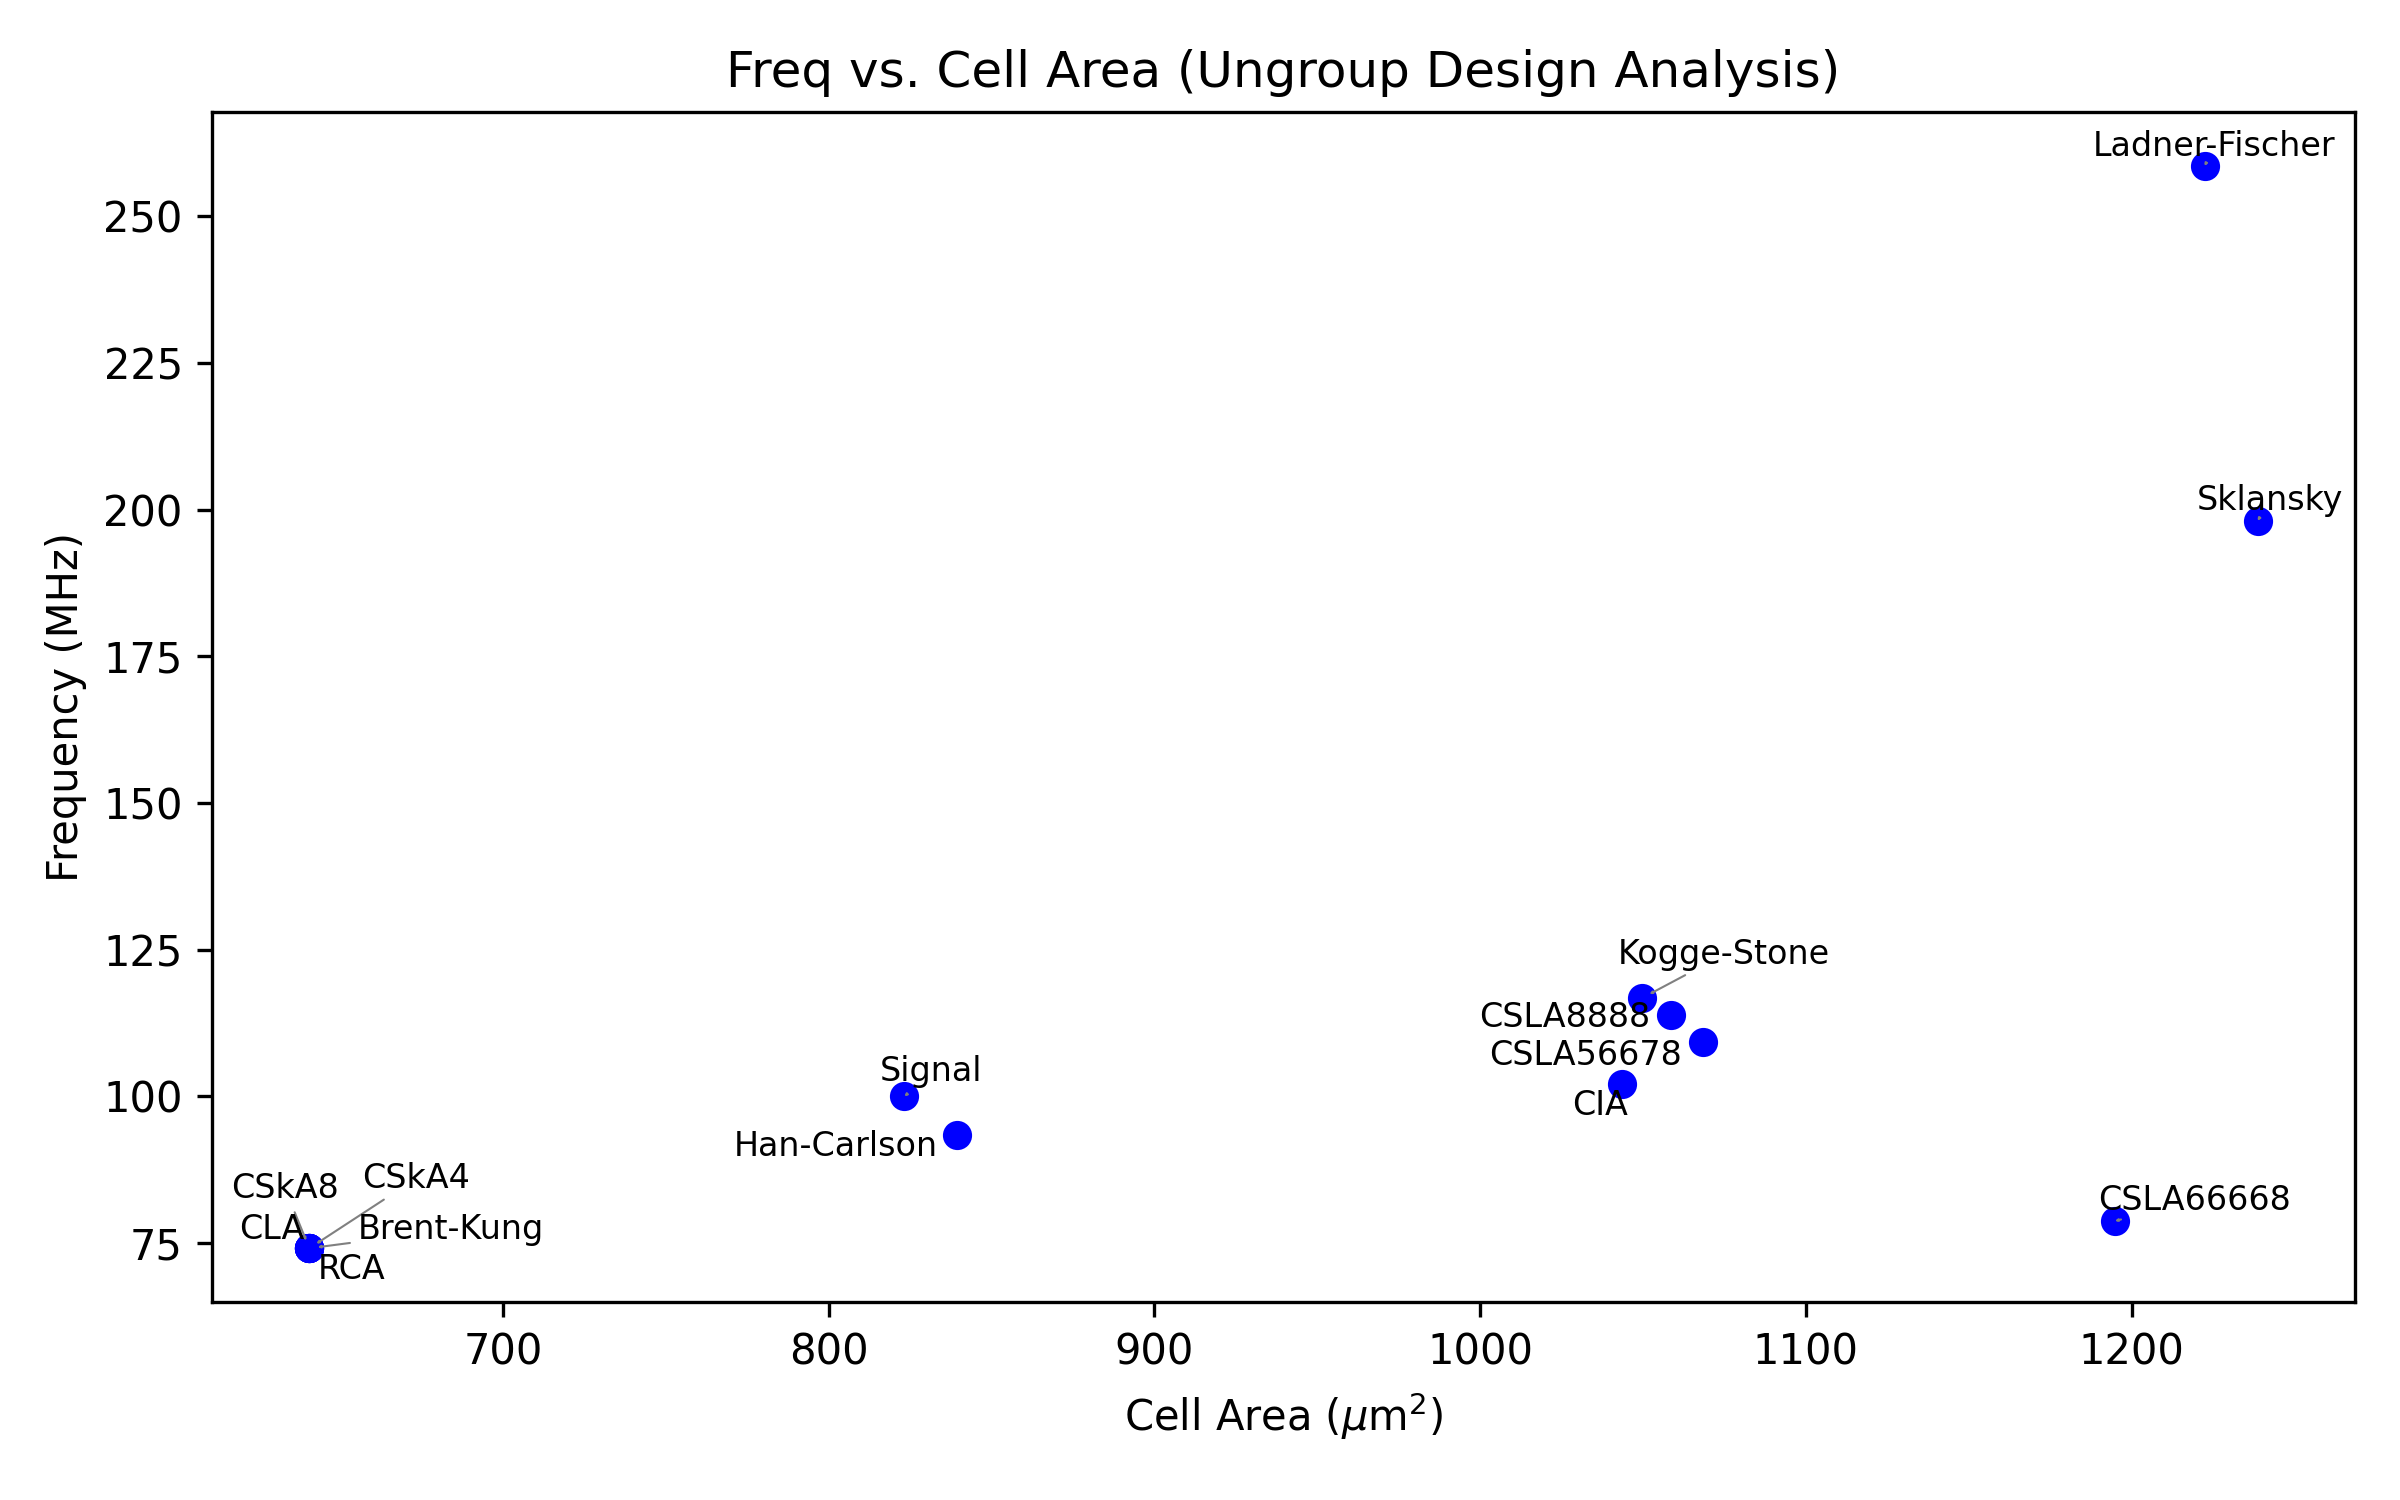 Freq vs. Cell Area (Ungroup Design Analysis)
Ladner-Fischer
250
225
Sklansky
200
175
Frequency (MHz)
150
125
Kogge-Stone
CSLA8888
CSLA56678
Signal
100
ClA
Han-Carlson
CSkA4
CSkA8
CSLA66668
CLA
Brent-Kung
75
RCA
700 800 900 1000 1100 1200
Cell Area (μm²)